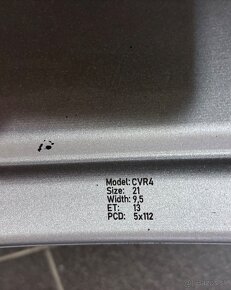 Model: CVR4
Size: 21
Width: 9,5
ET: 13
PCD: 5x112